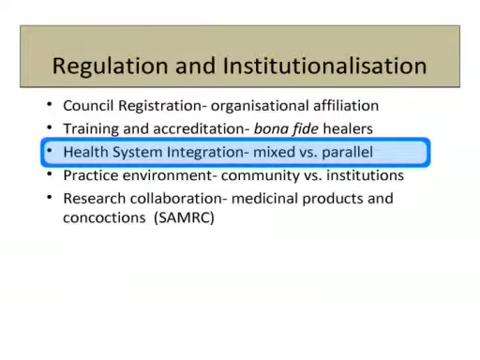 Regulation and Institutionalisation
• Council Registration- organisational affiliation
• Training and accreditation- bona fide healers
• Health System Integration- mixed vs. parallel
• Practice environment- community vs. institutions
• Research collaboration- medicinal products and
concoctions (SAMRC)